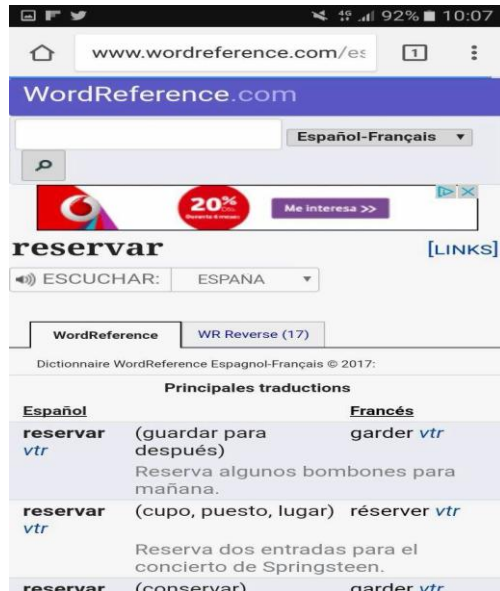 4G 92% 10:07
www.wordreference.com/es 1
WordReference.com
Español-Français
20%
Me interesa >>
reservar [LINKS]
ESCUCHAR: ESPAÑA
WordReference WR Reverse (17)
Dictionnaire WordReference Espagnol-Français © 2017:
Principales traductions
Español Francés
reservar (guardar para garder vtr
vtr después)
Reserva algunos bombones para
mañana.
reservar (cupo, puesto, lugar) réserver vtr
vtr
Reserva dos entradas para el
concierto de Springsteen.
reservar (conservar) garder vtr